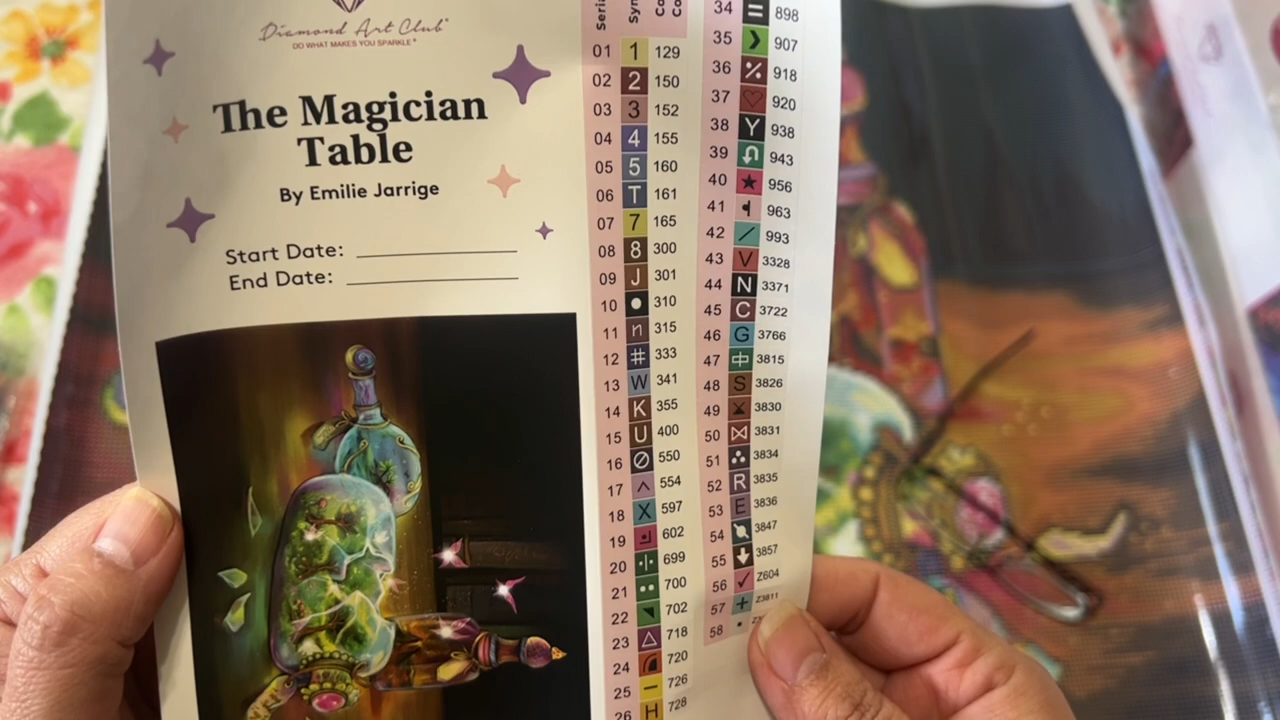 Diamond Art Club
DO WHAT MAKES YOU SPARKLE
The Magician
Table
By Emilie Jarrige
Start Date:
End Date:
01 1 129
02 2 150
03 3 152
04 4 155
05 5 160
06 T 161
07 7 165
08 8 300
09 J 301
10 ● 310
11 n 315
12 # 333
13 W 341
14 K 355
15 U 400
16 ∅ 550
17 ^ 554
18 X 597
19 602
20 699
21 •• 700
22 702
23 △ 718
24 720
25 – 726
26 H 728
34 = 898
35 907
36 % 918
37 ♡ 920
38 Y 938
39 943
40 ★ 956
41 963
42 / 993
43 V 3328
44 N 3371
45 C 3722
46 G 3766
47 中 3815
48 S 3826
49 3830
50 ⋈ 3831
51 3834
52 R 3835
53 E 3836
54 3847
55 3857
56 ✓ Z604
57 + Z3811
58 •